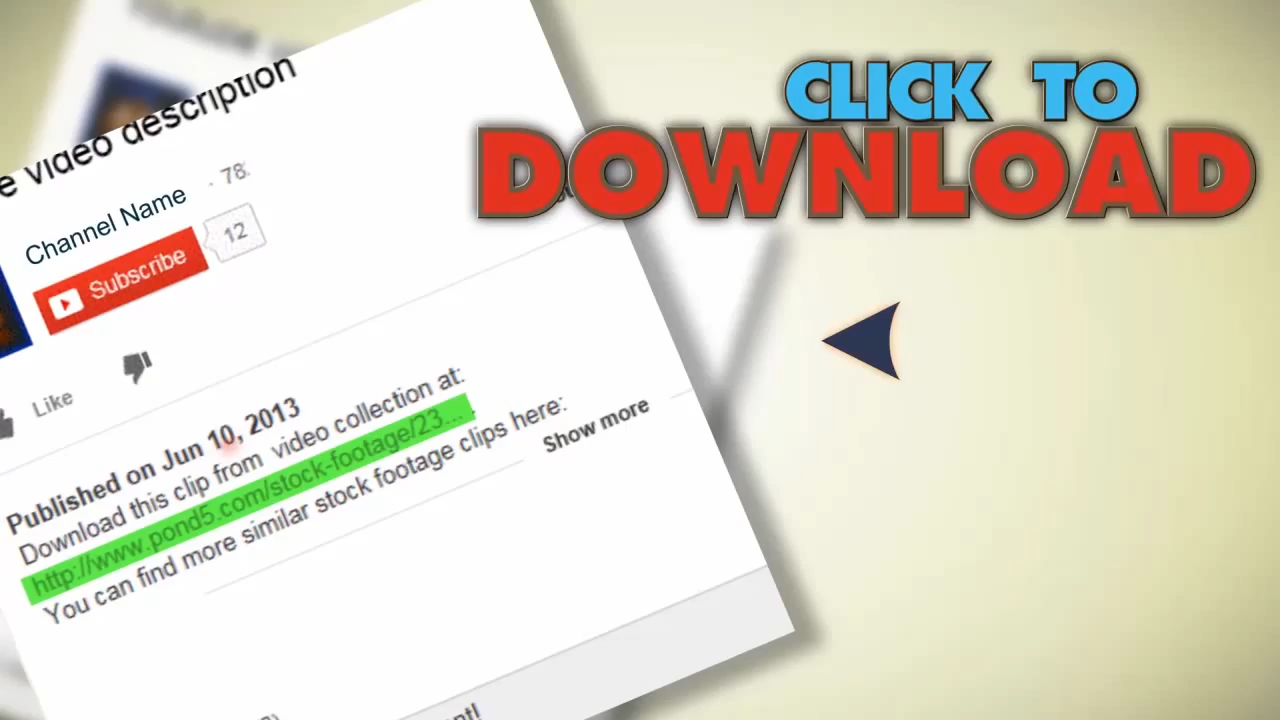 CLICK TO
DOWNLOAD
e video description
Channel Name
78
Subscribe
12
Like
Published on Jun 10, 2013
Download this clip from video collection at:
http://www.pond5.com/stock-footage/23...
You can find more similar stock footage clips here:
Show more